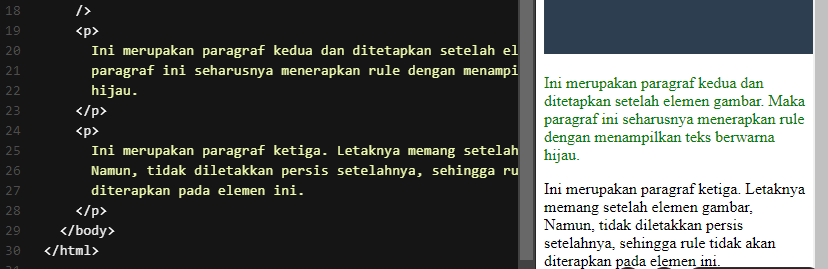 18 />
19 <p>
20 Ini merupakan paragraf kedua dan ditetapkan setelah el
21 paragraf ini seharusnya menerapkan rule dengan menampi
22 hijau.
23 </p>
24 <p>
25 Ini merupakan paragraf ketiga. Letaknya memang setelah
26 Namun, tidak diletakkan persis setelahnya, sehingga ru
27 diterapkan pada elemen ini.
28 </p>
29 </body>
30 </html>
Ini merupakan paragraf kedua dan
ditetapkan setelah elemen gambar. Maka
paragraf ini seharusnya menerapkan rule
dengan menampilkan teks berwarna
hijau.
Ini merupakan paragraf ketiga. Letaknya
memang setelah elemen gambar,
Namun, tidak diletakkan persis
setelahnya, sehingga rule tidak akan
diterapkan pada elemen ini.